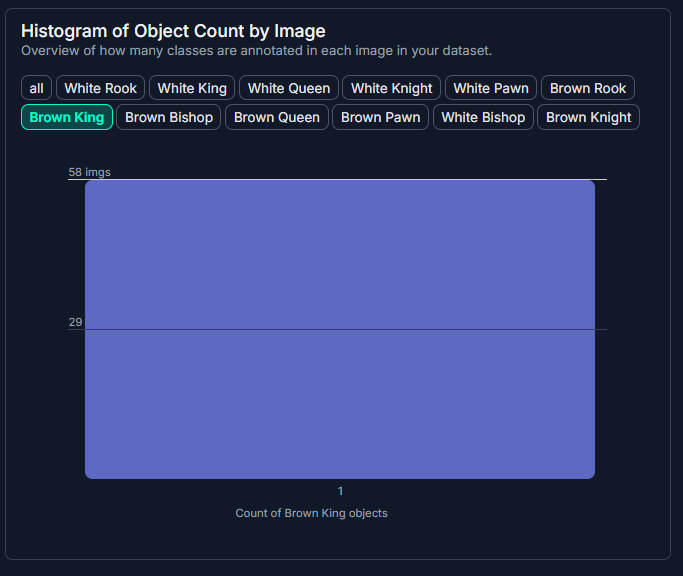 Histogram of Object Count by Image
Overview of how many classes are annotated in each image in your dataset.
all White Rook White King White Queen White Knight White Pawn Brown Rook
Brown King Brown Bishop Brown Queen Brown Pawn White Bishop Brown Knight
58 imgs
29
1
Count of Brown King objects